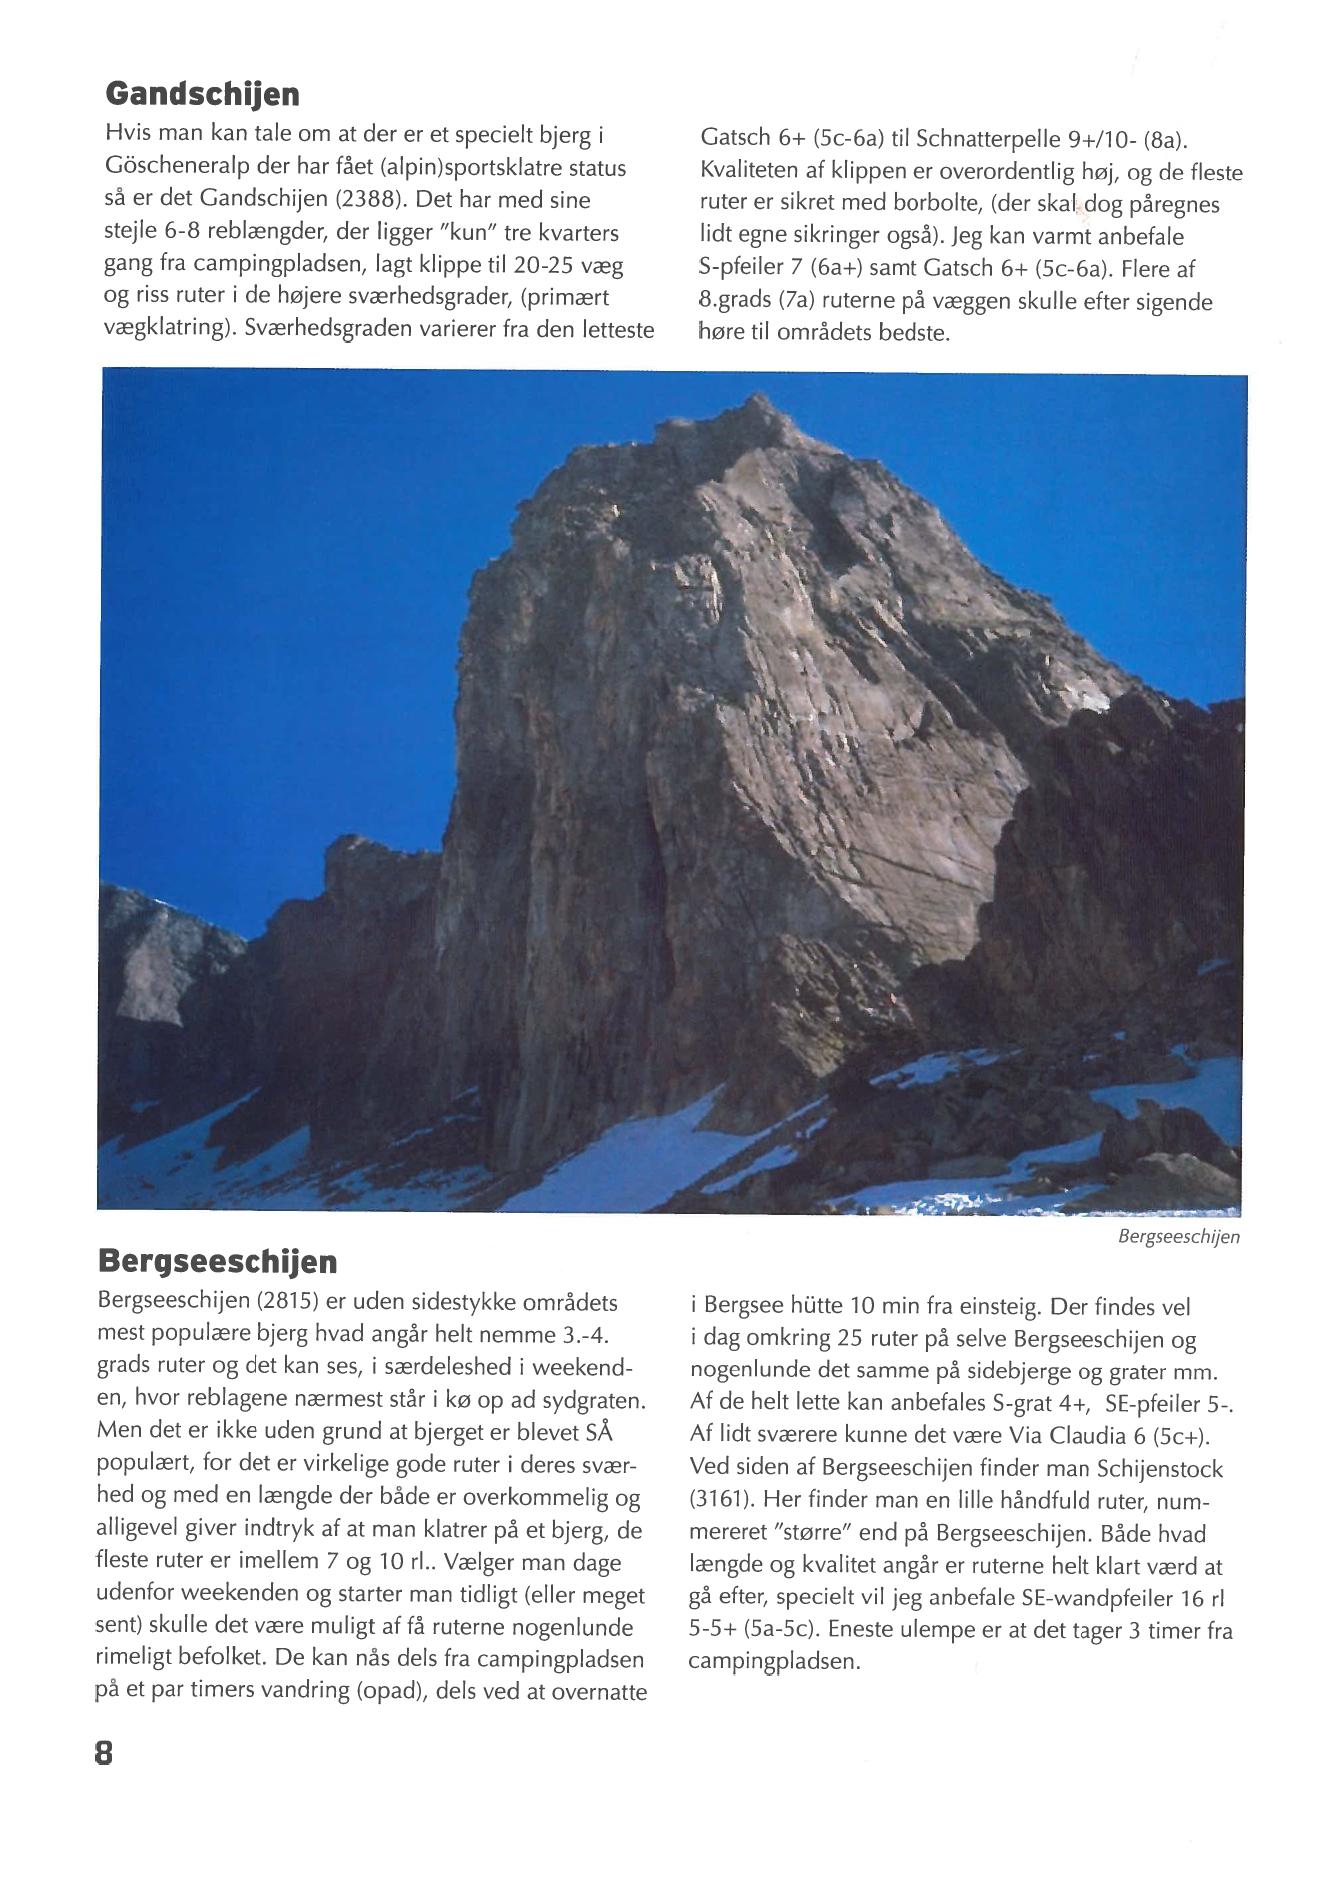 Gandschijen
Hvis man kan tale om at der er et specielt bjerg i
Göscheneralp der har fået (alpin)sportsklatre status
så er det Gandschijen (2388). Det har med sine
stejle 6-8 reblængder, der ligger "kun" tre kvarters
gang fra campingpladsen, lagt klippe til 20-25 væg
og riss ruter i de højere sværhedsgrader, (primært
vægklatring). Sværhedsgraden varierer fra den letteste
Gatsch 6+ (5c-6a) til Schnatterpelle 9+/10- (8a).
Kvaliteten af klippen er overordentlig høj, og de fleste
ruter er sikret med borbolte, (der skal dog påregnes
lidt egne sikringer også). Jeg kan varmt anbefale
S-pfeiler 7 (6a+) samt Gatsch 6+ (5c-6a). Flere af
8.grads (7a) ruterne på væggen skulle efter sigende
høre til områdets bedste.
Bergseeschijen
Bergseeschijen
Bergseeschijen (2815) er uden sidestykke områdets
mest populære bjerg hvad angår helt nemme 3.-4.
grads ruter og det kan ses, i særdeleshed i weekend-
en, hvor reblagene nærmest står i kø op ad sydgraten.
Men det er ikke uden grund at bjerget er blevet SÅ
populært, for det er virkelige gode ruter i deres svær-
hed og med en længde der både er overkommelig og
alligevel giver indtryk af at man klatrer på et bjerg, de
fleste ruter er imellem 7 og 10 rl.. Vælger man dage
udenfor weekenden og starter man tidligt (eller meget
sent) skulle det være muligt af få ruterne nogenlunde
rimeligt befolket. De kan nås dels fra campingpladsen
på et par timers vandring (opad), dels ved at overnatte
i Bergsee hütte 10 min fra einsteig. Der findes vel
i dag omkring 25 ruter på selve Bergseeschijen og
nogenlunde det samme på sidebjerge og grater mm.
Af de helt lette kan anbefales S-grat 4+, SE-pfeiler 5-.
Af lidt sværere kunne det være Via Claudia 6 (5c+).
Ved siden af Bergseeschijen finder man Schijenstock
(3161). Her finder man en lille håndfuld ruter, num-
mereret "større" end på Bergseeschijen. Både hvad
længde og kvalitet angår er ruterne helt klart værd at
gå efter, specielt vil jeg anbefale SE-wandpfeiler 16 rl
5-5+ (5a-5c). Eneste ulempe er at det tager 3 timer fra
campingpladsen.
8